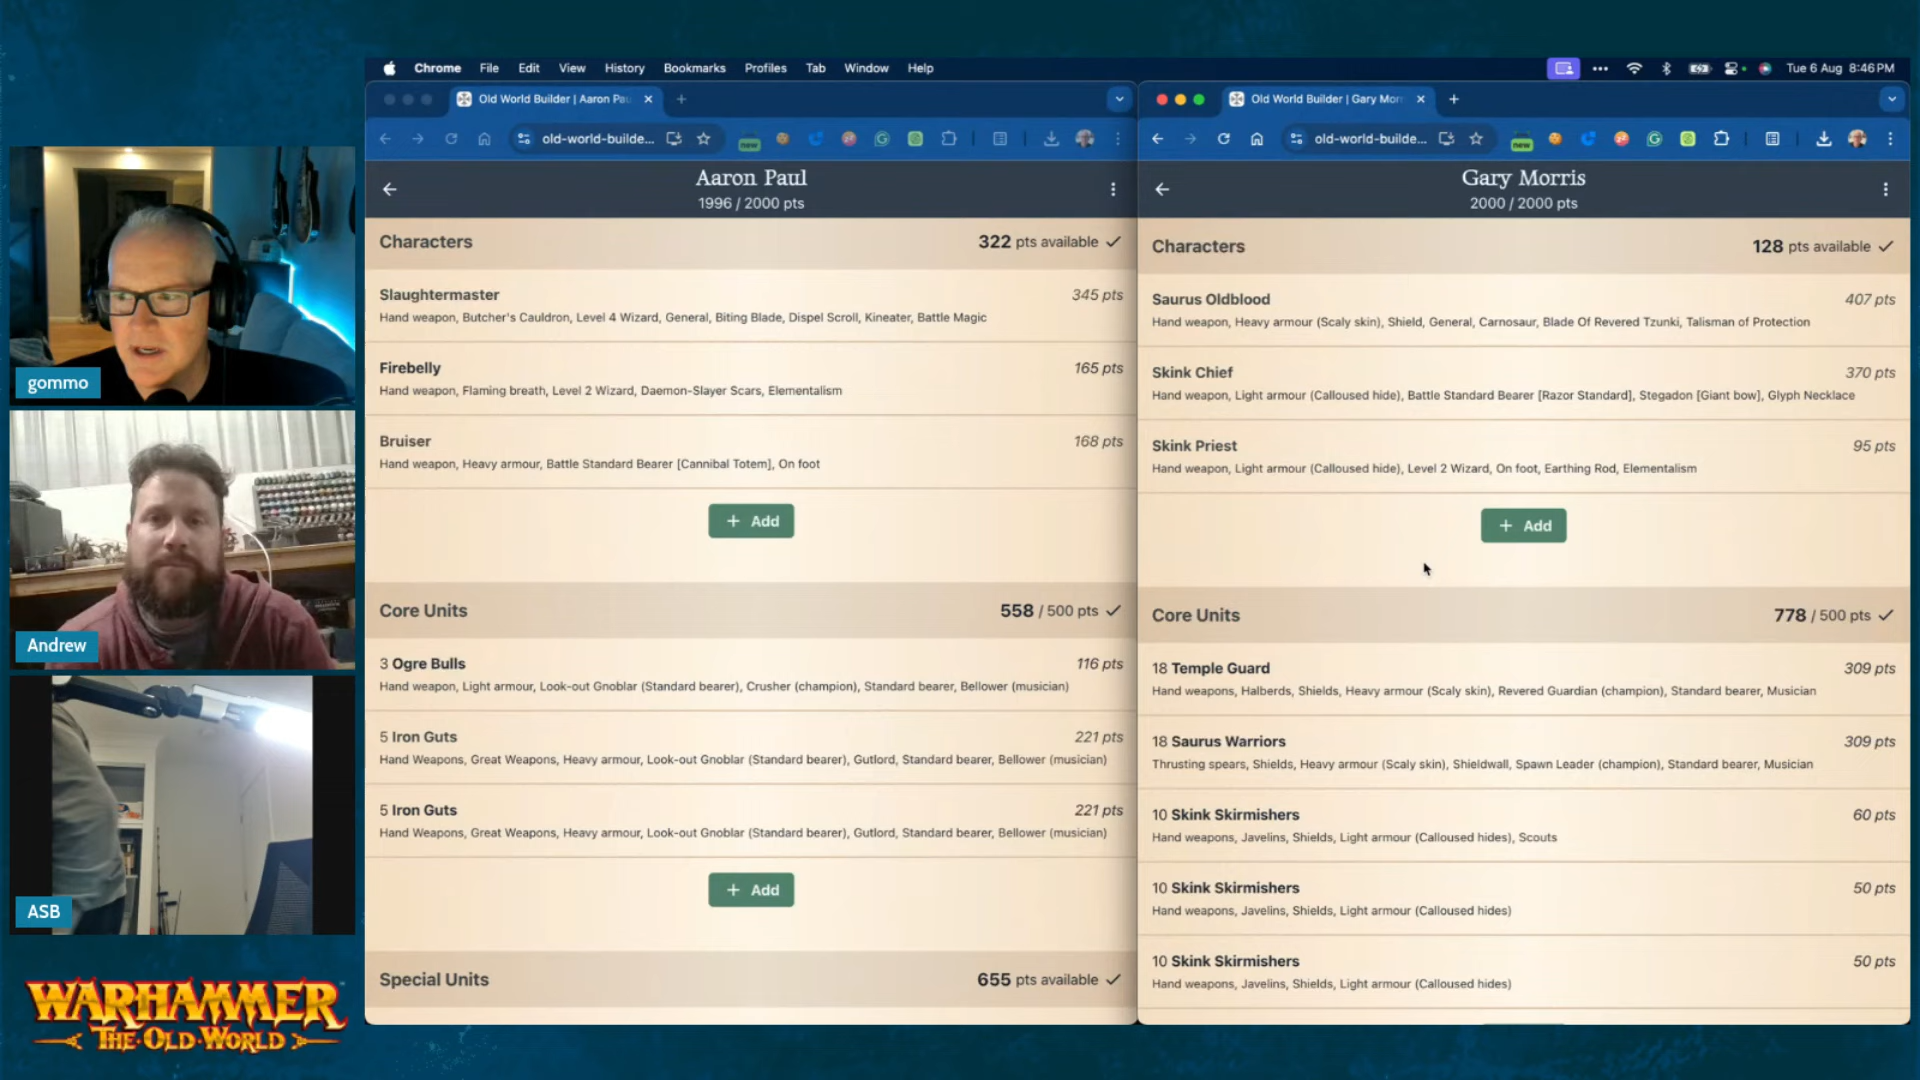 Chrome File Edit View History Bookmarks Profiles Tab Window Help
Tue 6 Aug 8:46 PM
Old World Builder | Aaron Pau
old-world-builde...
new
Aaron Paul
1996 / 2000 pts
Characters 322 pts available
Slaughtermaster 345 pts
Hand weapon, Butcher's Cauldron, Level 4 Wizard, General, Biting Blade, Dispel Scroll, Kineater, Battle Magic
Firebelly 165 pts
Hand weapon, Flaming breath, Level 2 Wizard, Daemon-Slayer Scars, Elementalism
Bruiser 168 pts
Hand weapon, Heavy armour, Battle Standard Bearer [Cannibal Totem], On foot
+ Add
Core Units 558 / 500 pts
3 Ogre Bulls 116 pts
Hand weapon, Light armour, Look-out Gnoblar (Standard bearer), Crusher (champion), Standard bearer, Bellower (musician)
5 Iron Guts 221 pts
Hand Weapons, Great Weapons, Heavy armour, Look-out Gnoblar (Standard bearer), Gutlord, Standard bearer, Bellower (musician)
5 Iron Guts 221 pts
Hand Weapons, Great Weapons, Heavy armour, Look-out Gnoblar (Standard bearer), Gutlord, Standard bearer, Bellower (musician)
+ Add
Special Units 655 pts available
Old World Builder | Gary Morr
old-world-builde...
new
Gary Morris
2000 / 2000 pts
Characters 128 pts available
Saurus Oldblood 407 pts
Hand weapon, Heavy armour (Scaly skin), Shield, General, Carnosaur, Blade Of Revered Tzunki, Talisman of Protection
Skink Chief 370 pts
Hand weapon, Light armour (Calloused hide), Battle Standard Bearer [Razor Standard], Stegadon [Giant bow], Glyph Necklace
Skink Priest 95 pts
Hand weapon, Light armour (Calloused hide), Level 2 Wizard, On foot, Earthing Rod, Elementalism
+ Add
Core Units 778 / 500 pts
18 Temple Guard 309 pts
Hand weapons, Halberds, Shields, Heavy armour (Scaly skin), Revered Guardian (champion), Standard bearer, Musician
18 Saurus Warriors 309 pts
Thrusting spears, Shields, Heavy armour (Scaly skin), Shieldwall, Spawn Leader (champion), Standard bearer, Musician
10 Skink Skirmishers 60 pts
Hand weapons, Javelins, Shields, Light armour (Calloused hides), Scouts
10 Skink Skirmishers 50 pts
Hand weapons, Javelins, Shields, Light armour (Calloused hides)
10 Skink Skirmishers 50 pts
Hand weapons, Javelins, Shields, Light armour (Calloused hides)
gommo
Andrew
ASB
WARHAMMER
THE OLD WORLD